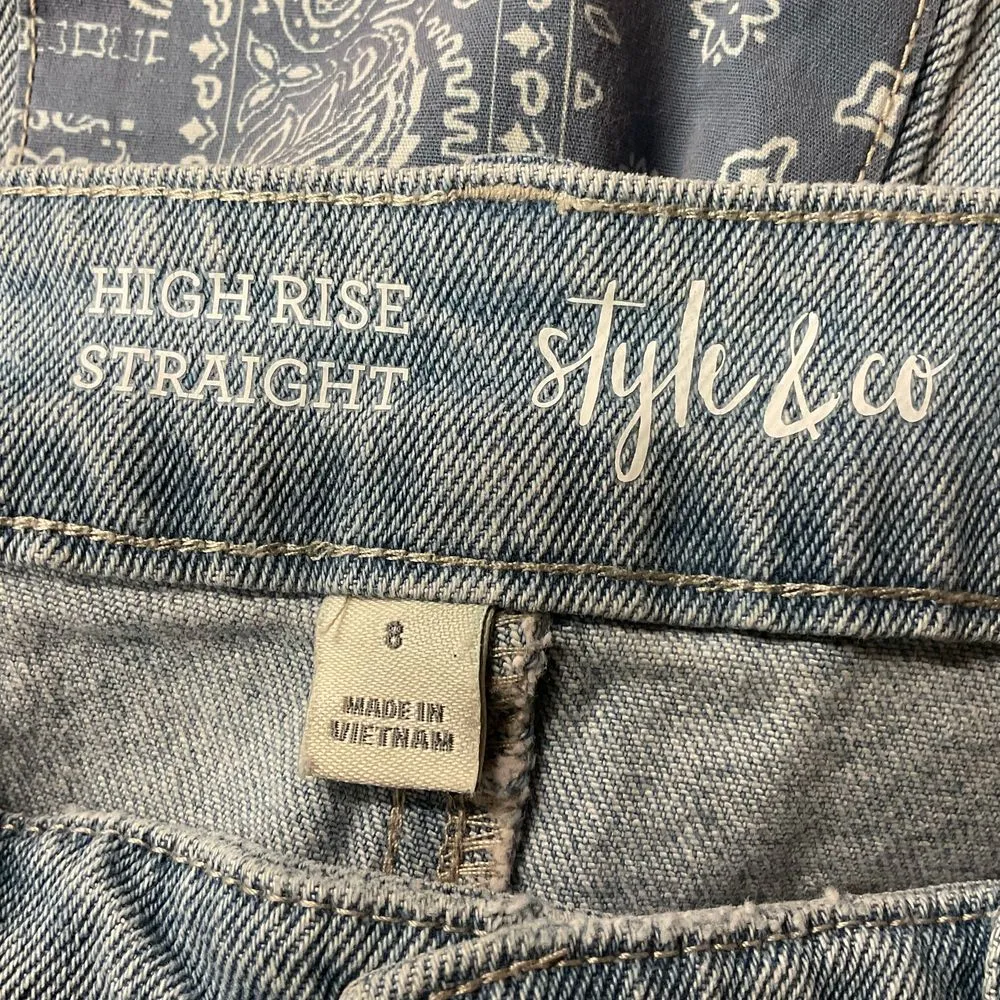 HIGH RISE
STRAIGHT
style & co
8
MADE IN
VIETNAM